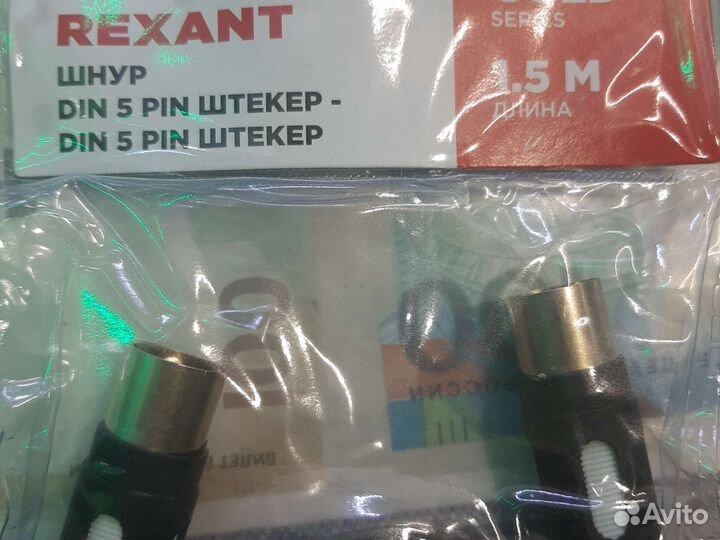 REXANT
SERIES
ШНУР
DIN 5 PIN ШТЕКЕР -
DIN 5 PIN ШТЕКЕР
1.5 М
ДЛИНА
Avito